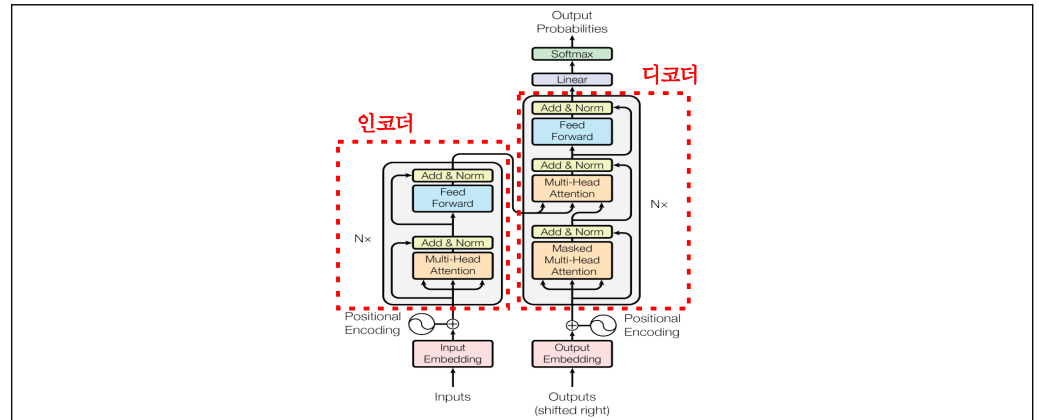 Output
Probabilities
Softmax
Linear
디코더
Add & Norm
Feed
Forward
Add & Norm
Multi-Head
Attention
Add & Norm
Masked
Multi-Head
Attention
N×
인코더
Add & Norm
Feed
Forward
Add & Norm
Multi-Head
Attention
N×
Positional
Encoding
Input
Embedding
Inputs
Positional
Encoding
Output
Embedding
Outputs
(shifted right)